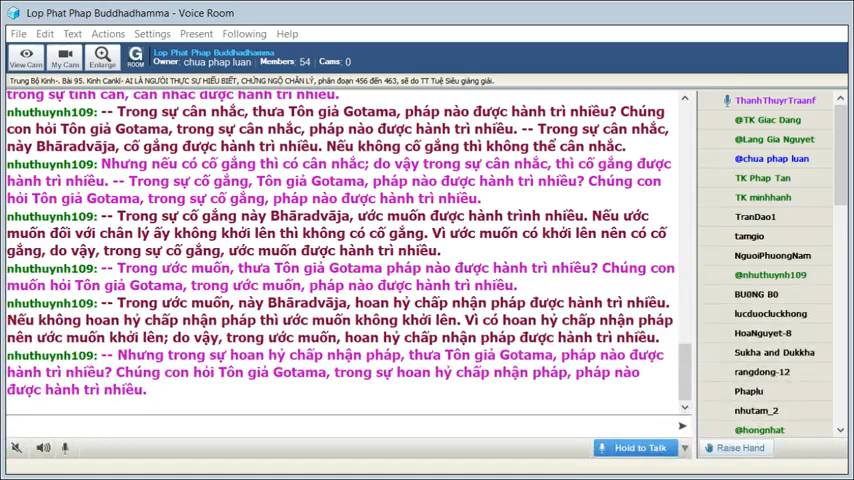 Lop Phat Phap Buddhadhamma - Voice Room
File Edit Text Actions Settings Present Following Help
View Cam
My Cam
Enlarge
G
ROOM
Lop Phat Phap Buddhadhamma
Owner: chua phap luan Members: 54 Cams: 0
Trung Bộ Kinh-. Bài 95. Kinh Canki- AI LÀ NGƯỜI THỰC SỰ HIỂU BIẾT, CHỨNG NGỘ CHÂN LÝ, phân đoạn 456 đến 463, sẽ do TT Tuệ Siêu giảng giải.
trong sự tinh cần, cân nhắc được hành trì nhiều.
nhuthuynh109: -- Trong sự cân nhắc, thưa Tôn giả Gotama, pháp nào được hành trì nhiều? Chúng
con hỏi Tôn giả Gotama, trong sự cân nhắc, pháp nào được hành trì nhiều. -- Trong sự cân nhắc,
này Bhāradvāja, cố gắng được hành trì nhiều. Nếu không cố gắng thì không thể cân nhắc.
nhuthuynh109: Nhưng nếu có cố gắng thì có cân nhắc; do vậy trong sự cân nhắc, thì cố gắng được
hành trì nhiều. -- Trong sự cố gắng, Tôn giả Gotama, pháp nào được hành trì nhiều? Chúng con
hỏi Tôn giả Gotama, trong sự cố gắng, pháp nào được hành trì nhiều.
nhuthuynh109: -- Trong sự cố gắng này Bhāradvāja, ước muốn được hành trình nhiều. Nếu ước
muốn đối với chân lý ấy không khởi lên thì không có cố gắng. Vì ước muốn có khởi lên nên có cố
gắng, do vậy, trong sự cố gắng, ước muốn được hành trì nhiều.
nhuthuynh109: -- Trong ước muốn, thưa Tôn giả Gotama pháp nào được hành trì nhiều? Chúng con
muốn hỏi Tôn giả Gotama, trong ước muốn, pháp nào được hành trì nhiều.
nhuthuynh109: -- Trong ước muốn, này Bhāradvāja, hoan hỷ chấp nhận pháp được hành trì nhiều.
Nếu không hoan hỷ chấp nhận pháp thì ước muốn không khởi lên. Vì có hoan hỷ chấp nhận pháp
nên ước muốn khởi lên; do vậy, trong ước muốn, hoan hỷ chấp nhận pháp được hành trì nhiều.
nhuthuynh109: -- Nhưng trong sự hoan hỷ chấp nhận pháp, thưa Tôn giả Gotama, pháp nào được
hành trì nhiều? Chúng con hỏi Tôn giả Gotama, trong sự hoan hỷ chấp nhận pháp, pháp nào
được hành trì nhiều.
ThanhThuyrTraanf
@TK Giac Dang
@Lang Gia Nguyet
@chua phap luan
TK Phap Tan
TK minhhanh
TranDao1
tamgio
NguoiPhuongNam
@nhuthuynh109
BU0NG B0
lucduocluckhong
HoaNguyet-8
Sukha and Dukkha
rangdong-12
Phaplu
nhutam_2
@hongnhat
Hold to Talk
Raise Hand